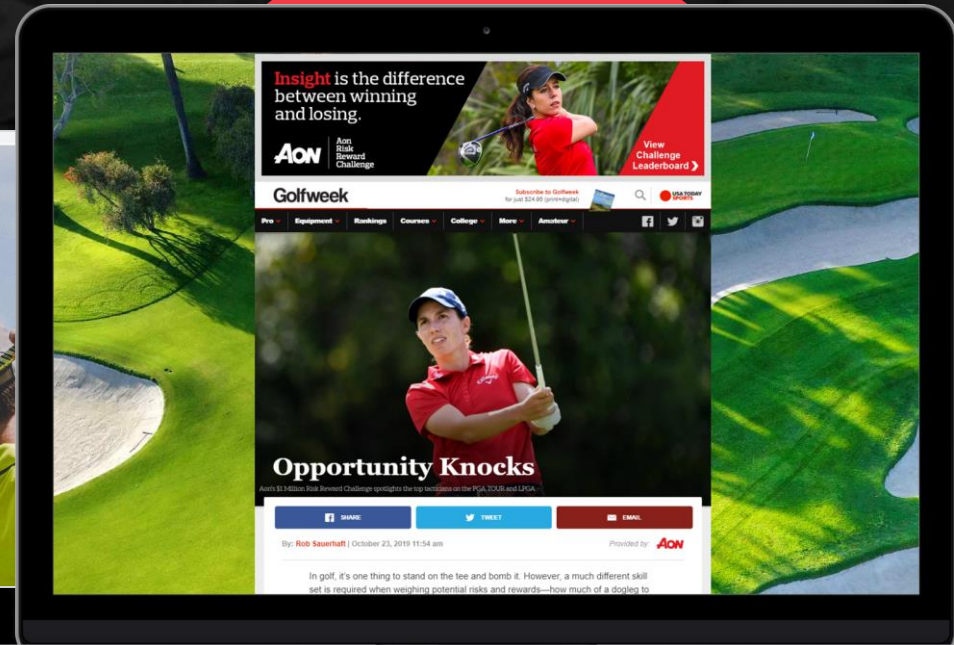 Insight is the difference
between winning
and losing.
AON
Aon
Risk
Reward
Challenge
View
Challenge
Leaderboard ❯
Golfweek
Subscribe to Golfweek
for just $24.95 (print+digital)
USA TODAY
SPORTS
Pro Equipment Rankings Courses College More Amateur
Opportunity Knocks
Aon's $1 Million Risk Reward Challenge spotlights the top tacticians on the PGA TOUR and LPGA
SHARE TWEET EMAIL
By: Rob Sauerhaft | October 23, 2019 11:54 am
Provided by: AON
In golf, it's one thing to stand on the tee and bomb it. However, a much different skill
set is required when weighing potential risks and rewards—how much of a dogleg to